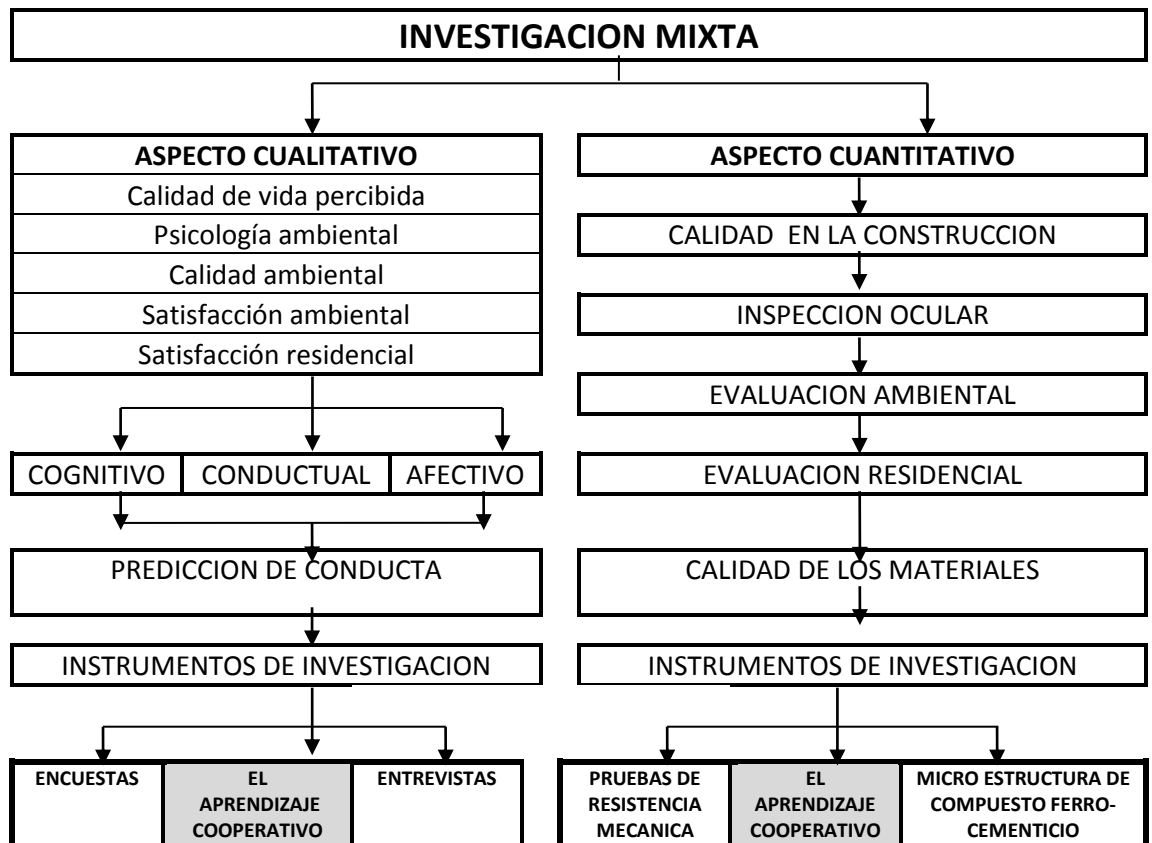 INVESTIGACION MIXTA
ASPECTO CUALITATIVO
Calidad de vida percibida
Psicología ambiental
Calidad ambiental
Satisfacción ambiental
Satisfacción residencial
COGNITIVO
CONDUCTUAL
AFECTIVO
PREDICCION DE CONDUCTA
INSTRUMENTOS DE INVESTIGACION
ENCUESTAS
EL
APRENDIZAJE
COOPERATIVO
ENTREVISTAS
ASPECTO CUANTITATIVO
CALIDAD EN LA CONSTRUCCION
INSPECCION OCULAR
EVALUACION AMBIENTAL
EVALUACION RESIDENCIAL
CALIDAD DE LOS MATERIALES
INSTRUMENTOS DE INVESTIGACION
PRUEBAS DE
RESISTENCIA
MECANICA
EL
APRENDIZAJE
COOPERATIVO
MICRO ESTRUCTURA DE
COMPUESTO FERRO-
CEMENTICIO